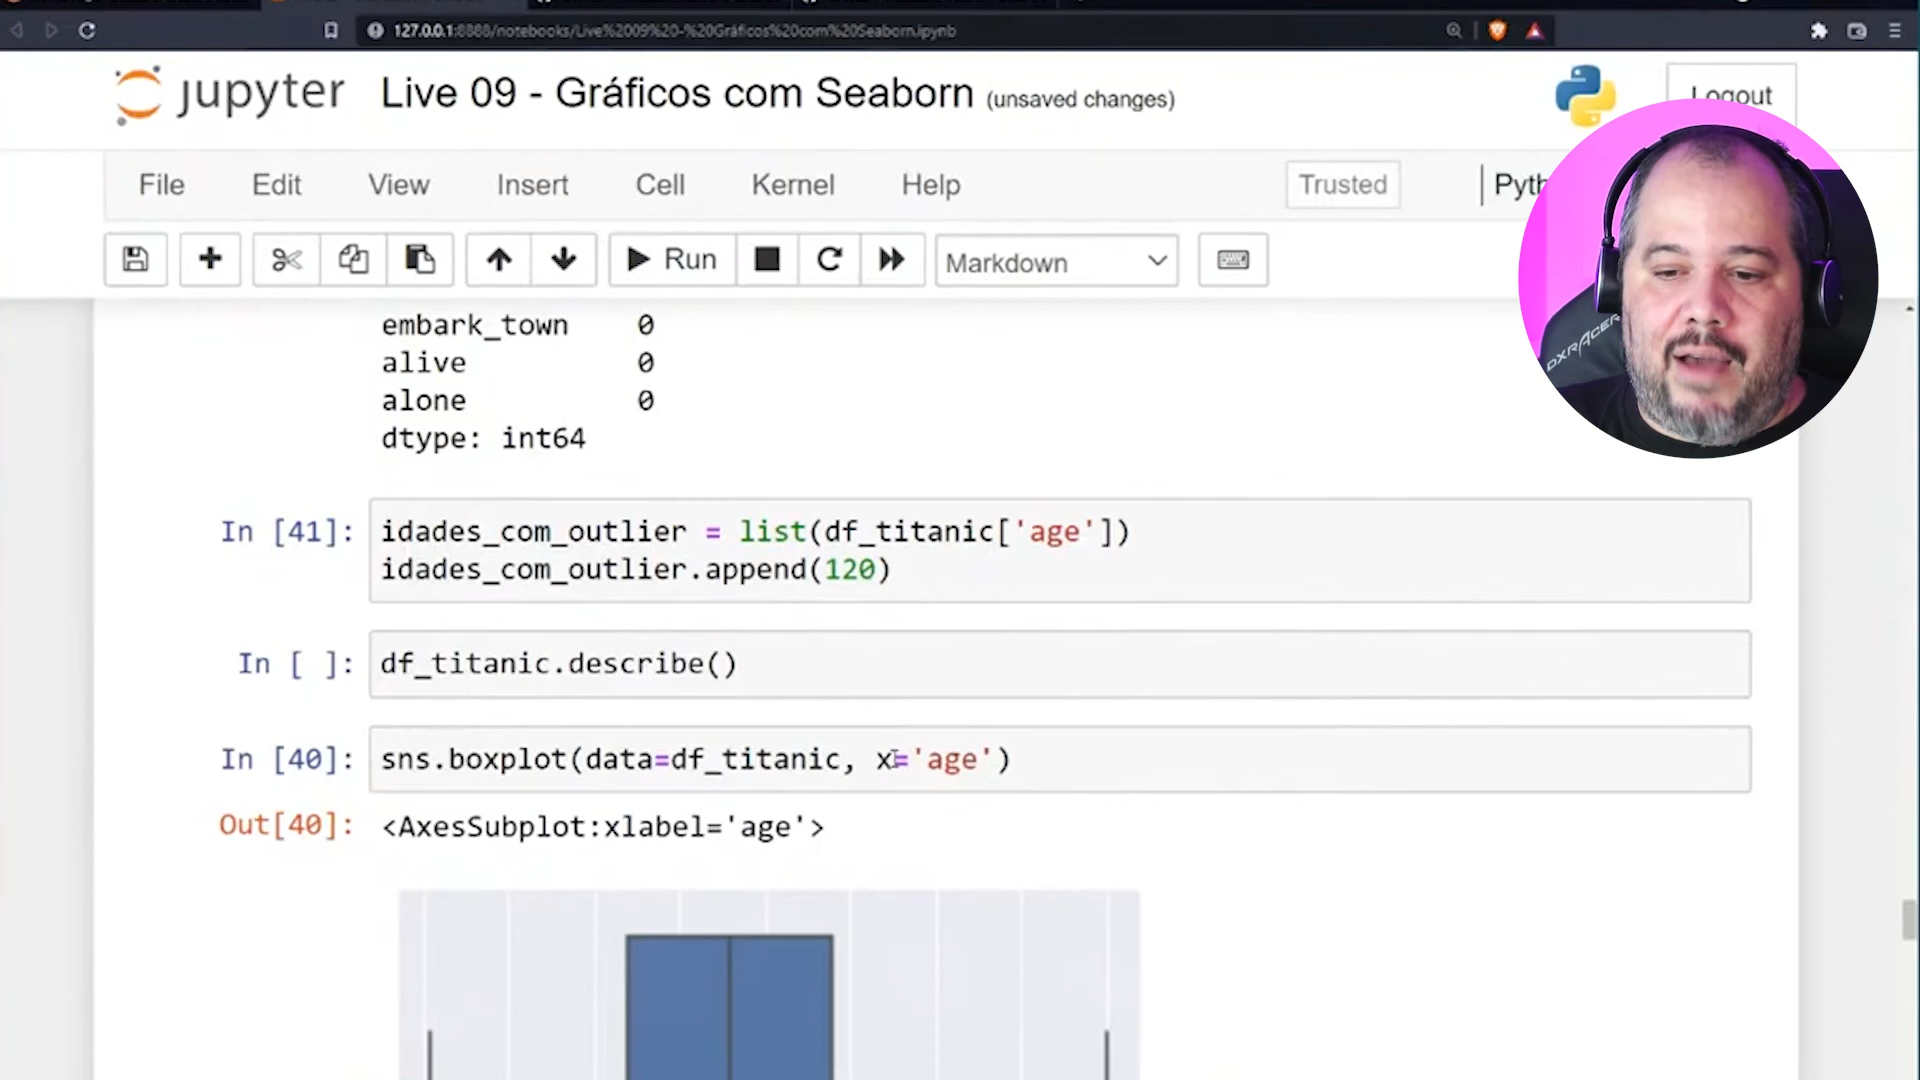 127.0.0.1:8888/notebooks/Live%2009%20-%20Gráficos%20com%20Seaborn.ipynb
jupyter Live 09 - Gráficos com Seaborn (unsaved changes)
Logout
File Edit View Insert Cell Kernel Help Trusted Pyth
Run Markdown
embark_town 0
alive 0
alone 0
dtype: int64
In [41]: idades_com_outlier = list(df_titanic['age'])
idades_com_outlier.append(120)
In [ ]: df_titanic.describe()
In [40]: sns.boxplot(data=df_titanic, x='age')
Out[40]: <AxesSubplot:xlabel='age'>
DXRACER